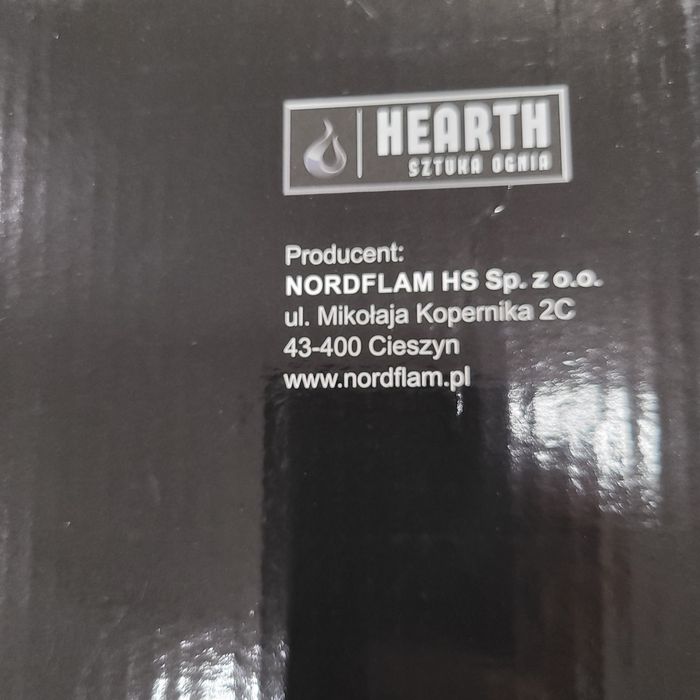 HEARTH
SZTUKA OGNIA
Producent:
NORDFLAM HS Sp. z o.o.
ul. Mikołaja Kopernika 2C
43-400 Cieszyn
www.nordflam.pl